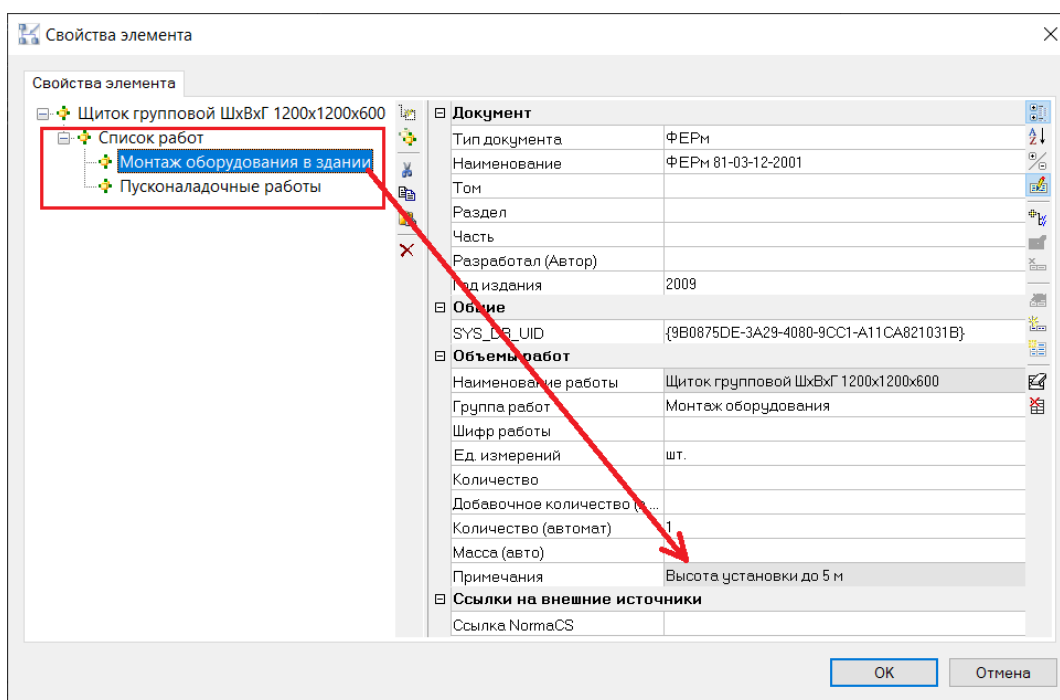 Свойства элемента
Свойства элемента
Щиток групповой ШхВхГ 1200х1200х600
Список работ
Монтаж оборудования в здании
Пусконаладочные работы
Документ
Тип документа ФЕРм
Наименование ФЕРм 81-03-12-2001
Том
Раздел
Часть
Разработал (Автор)
Год издания 2009
Общие
SYS_DB_UID {9B0875DE-3A29-4080-9CC1-A11CA821031B}
Объемы работ
Наименование работы Щиток групповой ШхВхГ 1200х1200х600
Группа работ Монтаж оборудования
Шифр работы
Ед. измерений шт.
Количество
Добавочное количество (з...
Количество (автомат) 1
Масса (авто)
Примечания Высота установки до 5 м
Ссылки на внешние источники
Ссылка NormaCS
OK Отмена